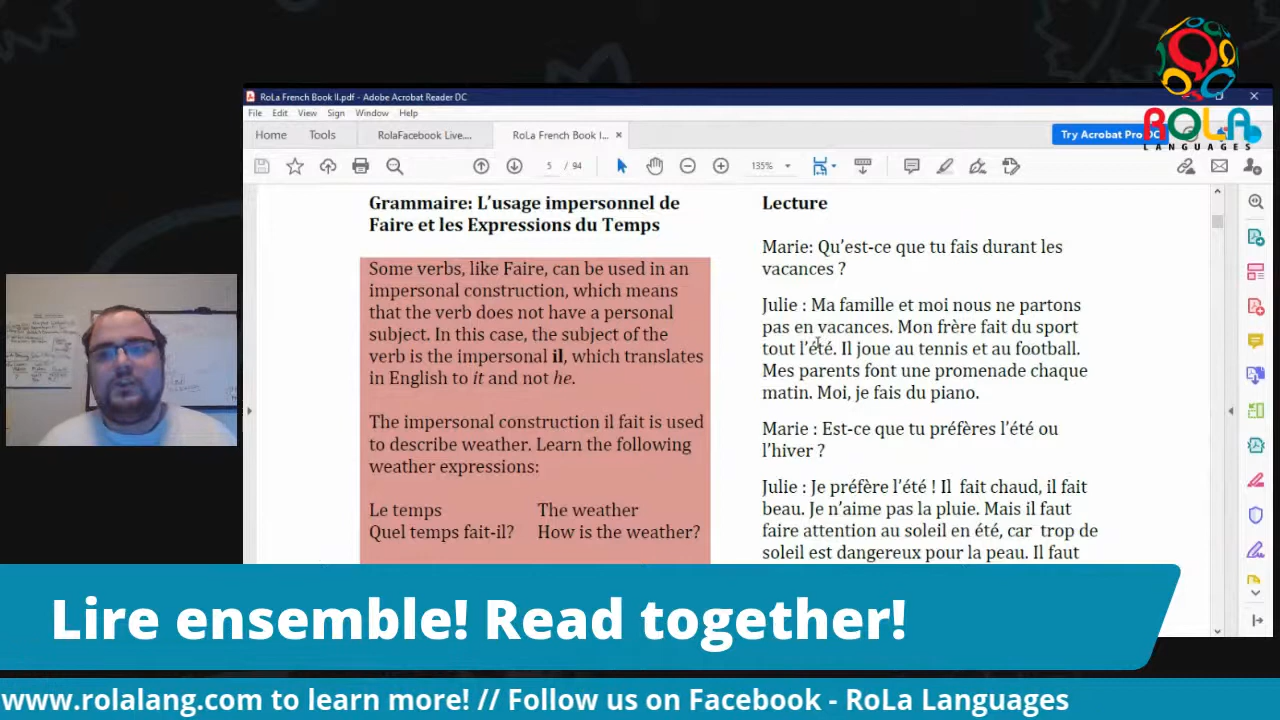 ROLA
LANGUAGES
RoLa French Book II.pdf - Adobe Acrobat Reader DC
File Edit View Sign Window Help
Home Tools RolaFacebook Live... RoLa French Book I... Try Acrobat Pro DC
5 / 94 135%
Grammaire: L’usage impersonnel de
Faire et les Expressions du Temps
Some verbs, like Faire, can be used in an
impersonal construction, which means
that the verb does not have a personal
subject. In this case, the subject of the
verb is the impersonal il, which translates
in English to it and not he.
The impersonal construction il fait is used
to describe weather. Learn the following
weather expressions:
Le temps The weather
Quel temps fait-il? How is the weather?
Lecture
Marie: Qu’est-ce que tu fais durant les
vacances ?
Julie : Ma famille et moi nous ne partons
pas en vacances. Mon frère fait du sport
tout l’été. Il joue au tennis et au football.
Mes parents font une promenade chaque
matin. Moi, je fais du piano.
Marie : Est-ce que tu préfères l’été ou
l’hiver ?
Julie : Je préfère l’été ! Il fait chaud, il fait
beau. Je n’aime pas la pluie. Mais il faut
faire attention au soleil en été, car trop de
soleil est dangereux pour la peau. Il faut
Lire ensemble! Read together!
www.rolalang.com to learn more! // Follow us on Facebook - RoLa Languages